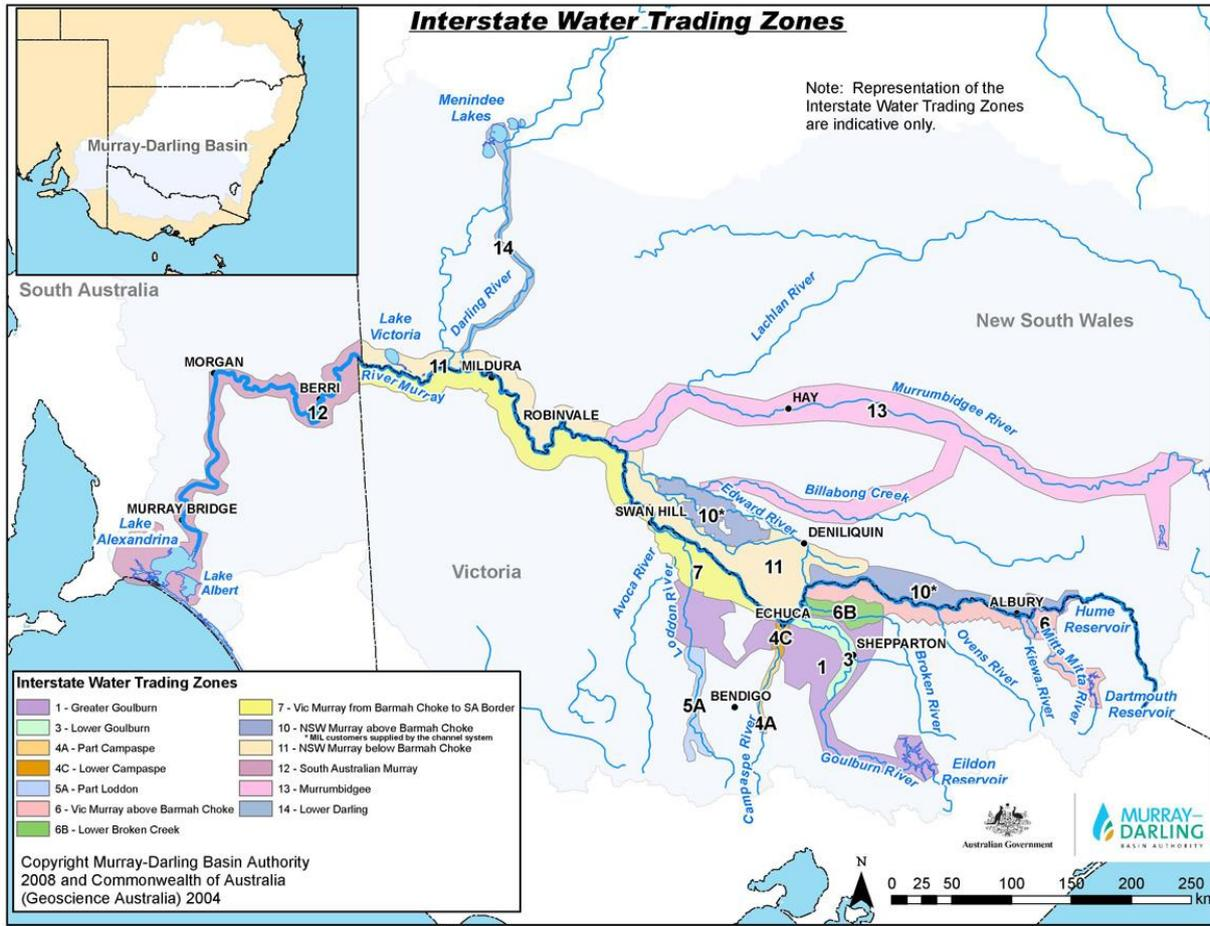 Interstate Water Trading Zones
Murray-Darling Basin
Note: Representation of the
Interstate Water Trading Zones
are indicative only.
Menindee
Lakes
14
Darling River
South Australia
Lake
Victoria
Lachlan River
New South Wales
MORGAN
BERRI
12
11
MILDURA
River Murray
ROBINVALE
HAY
13
Murrumbidgee River
MURRAY BRIDGE
Lake
Alexandrina
Lake
Albert
SWAN HILL
10*
Edward River
Billabong Creek
DENILIQUIN
Victoria
Avoca River
Loddon River
7
11
10*
ECHUCA
6B
ALBURY
6
Hume
Reservoir
4C
1
3
SHEPPARTON
Broken River
Ovens River
Kiewa River
Mitta Mitta River
Dartmouth
Reservoir
5A
BENDIGO
4A
Campaspe River
Goulburn River
Eildon
Reservoir
Interstate Water Trading Zones
1 - Greater Goulburn
3 - Lower Goulburn
4A - Part Campaspe
4C - Lower Campaspe
5A - Part Loddon
6 - Vic Murray above Barmah Choke
6B - Lower Broken Creek
7 - Vic Murray from Barmah Choke to SA Border
10 - NSW Murray above Barmah Choke
* MIL customers supplied by the channel system
11 - NSW Murray below Barmah Choke
12 - South Australian Murray
13 - Murrumbidgee
14 - Lower Darling
Copyright Murray-Darling Basin Authority
2008 and Commonwealth of Australia
(Geoscience Australia) 2004
Australian Government
MURRAY–
DARLING
BASIN AUTHORITY
N
0 25 50 100 150 200 250
km